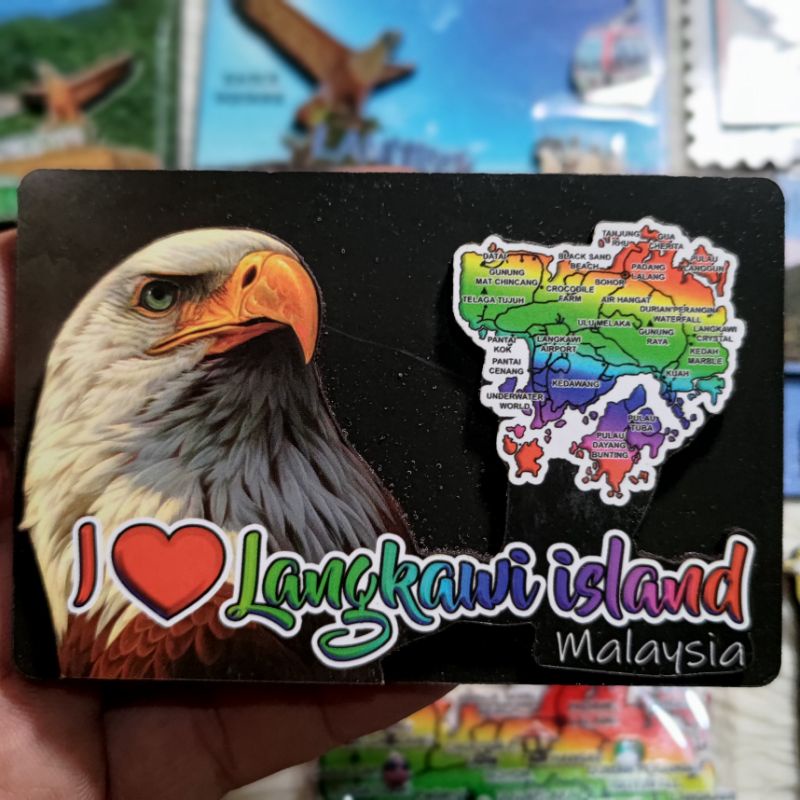 TANJUNG
RHU
GUA
CHERITA
DATAI
BLACK SAND
BEACH
PULAU
LANGGUN
GUNUNG
MAT CHINCANG
PADANG
LALANG
BOHOR
CROCODILE
FARM
TELAGA TUJUH
AIR HANGAT
DURIAN PERANGIN
WATERFALL
ULU MELAKA
GUNUNG
RAYA
LANGKAWI
CRYSTAL
PANTAI
KOK
LANGKAWI
AIRPORT
KEDAH
MARBLE
PANTAI
CENANG
KUAH
KEDAWANG
UNDERWATER
WORLD
PULAU
TUBA
PULAU
DAYANG
BUNTING
I Langkawi island
Malaysia